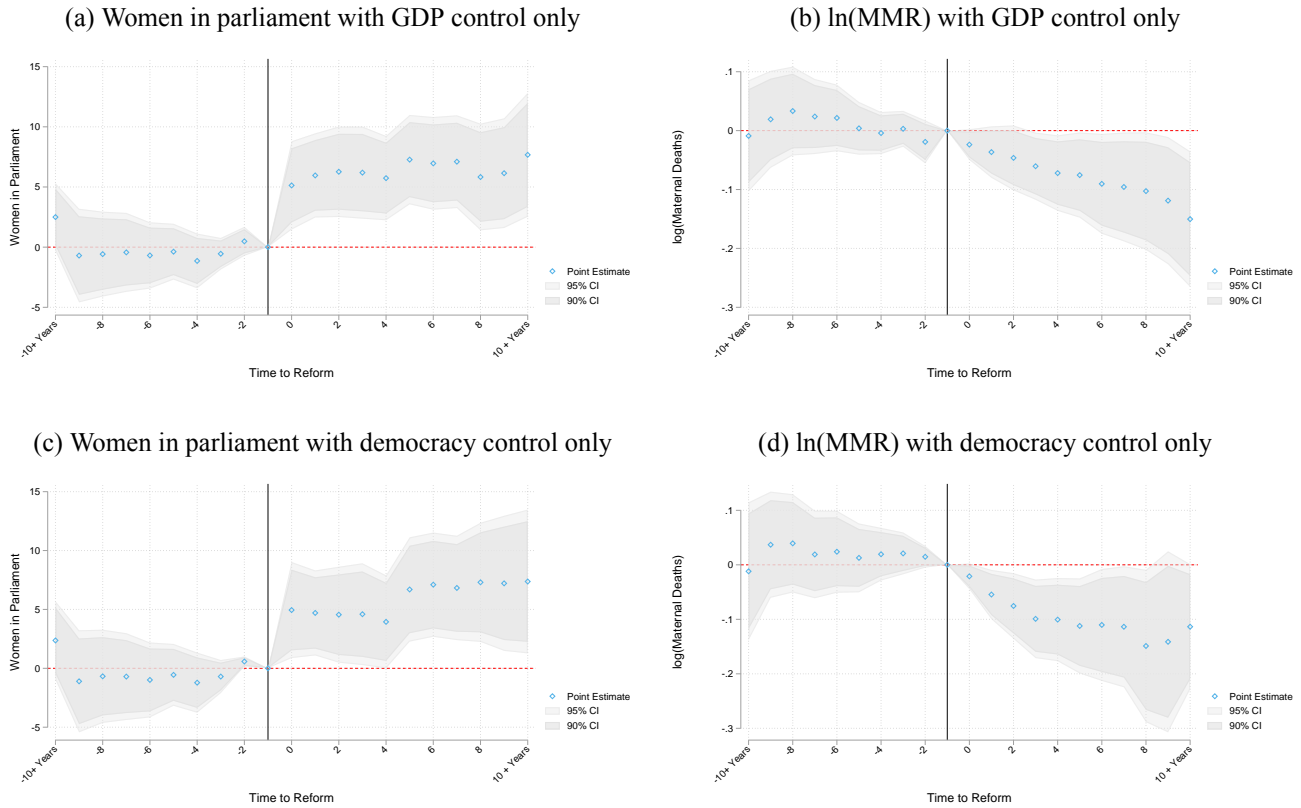 (a) Women in parliament with GDP control only
15
10
5
0
-5
Women in Parliament
-10+ Years
-8
-6
-4
-2
0
2
4
6
8
10 + Years
Time to Reform
Point Estimate
95% CI
90% CI
(b) ln(MMR) with GDP control only
.1
0
-.1
-.2
-.3
log(Maternal Deaths)
-10+ Years
-8
-6
-4
-2
0
2
4
6
8
10 + Years
Time to Reform
Point Estimate
95% CI
90% CI
(c) Women in parliament with democracy control only
15
10
5
0
-5
Women in Parliament
-10+ Years
-8
-6
-4
-2
0
2
4
6
8
10 + Years
Time to Reform
Point Estimate
95% CI
90% CI
(d) ln(MMR) with democracy control only
.1
0
-.1
-.2
-.3
log(Maternal Deaths)
-10+ Years
-8
-6
-4
-2
0
2
4
6
8
10 + Years
Time to Reform
Point Estimate
95% CI
90% CI